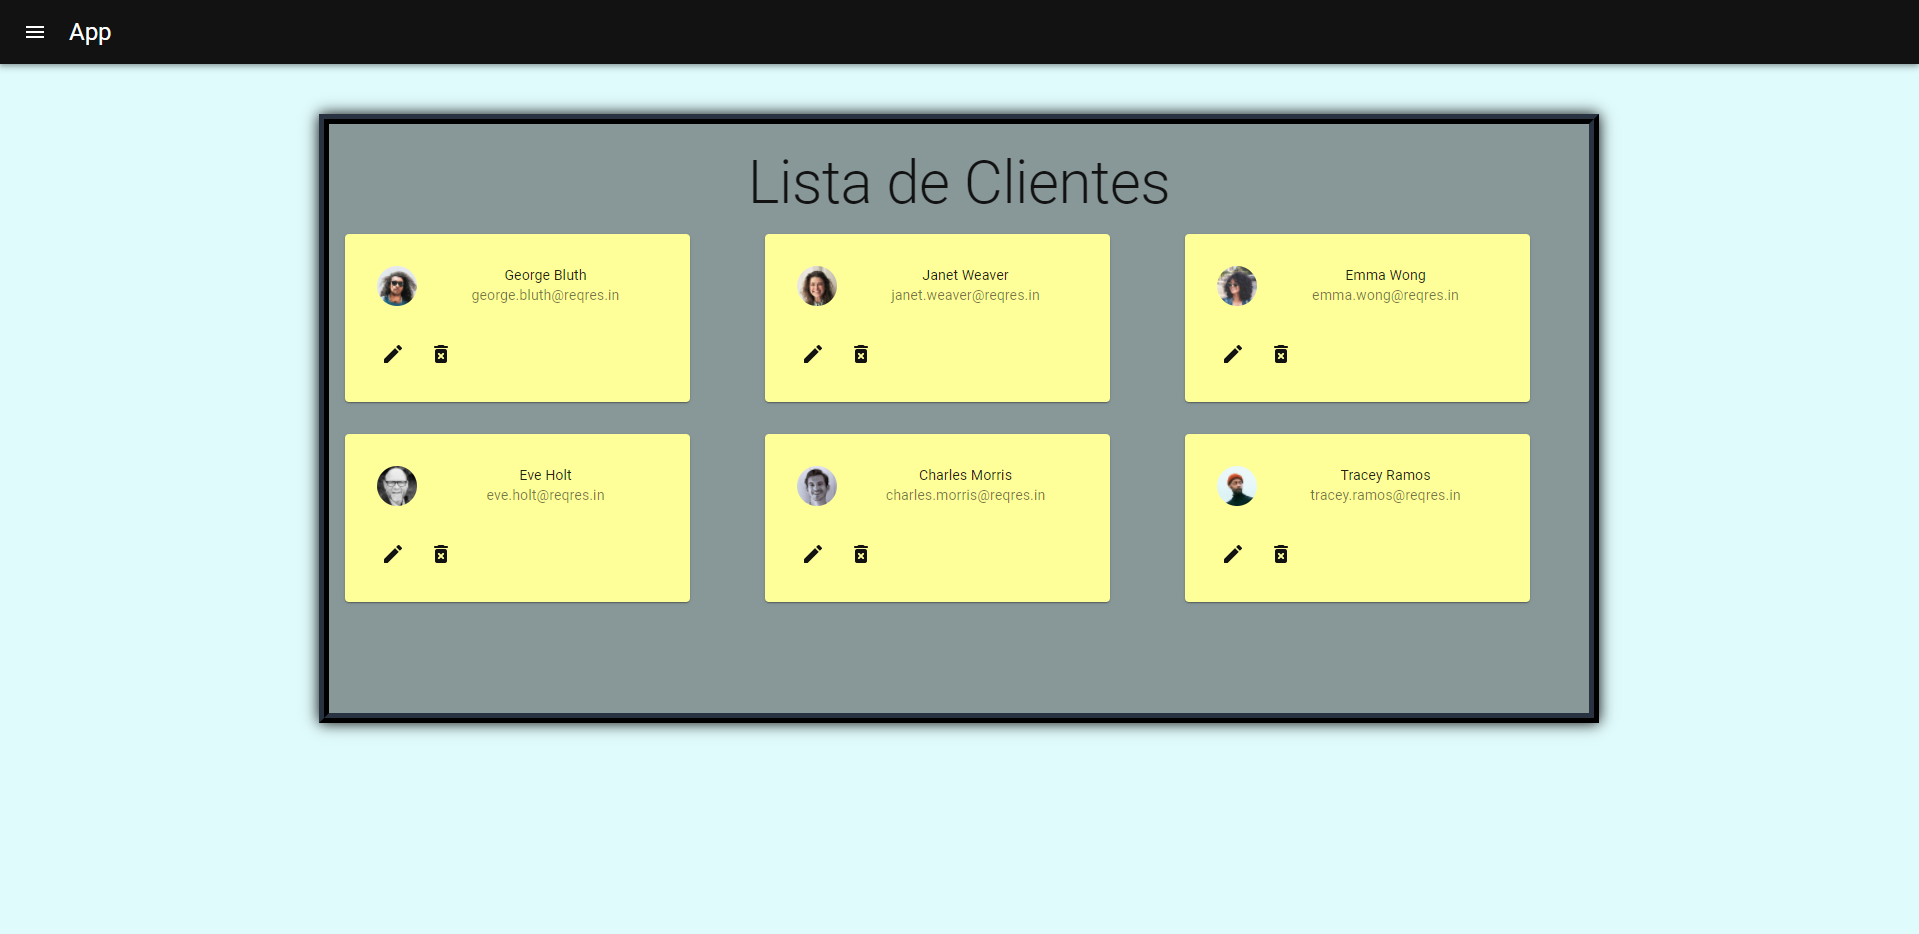 App
Lista de Clientes
George Bluth
george.bluth@reqres.in
Janet Weaver
janet.weaver@reqres.in
Emma Wong
emma.wong@reqres.in
Eve Holt
eve.holt@reqres.in
Charles Morris
charles.morris@reqres.in
Tracey Ramos
tracey.ramos@reqres.in